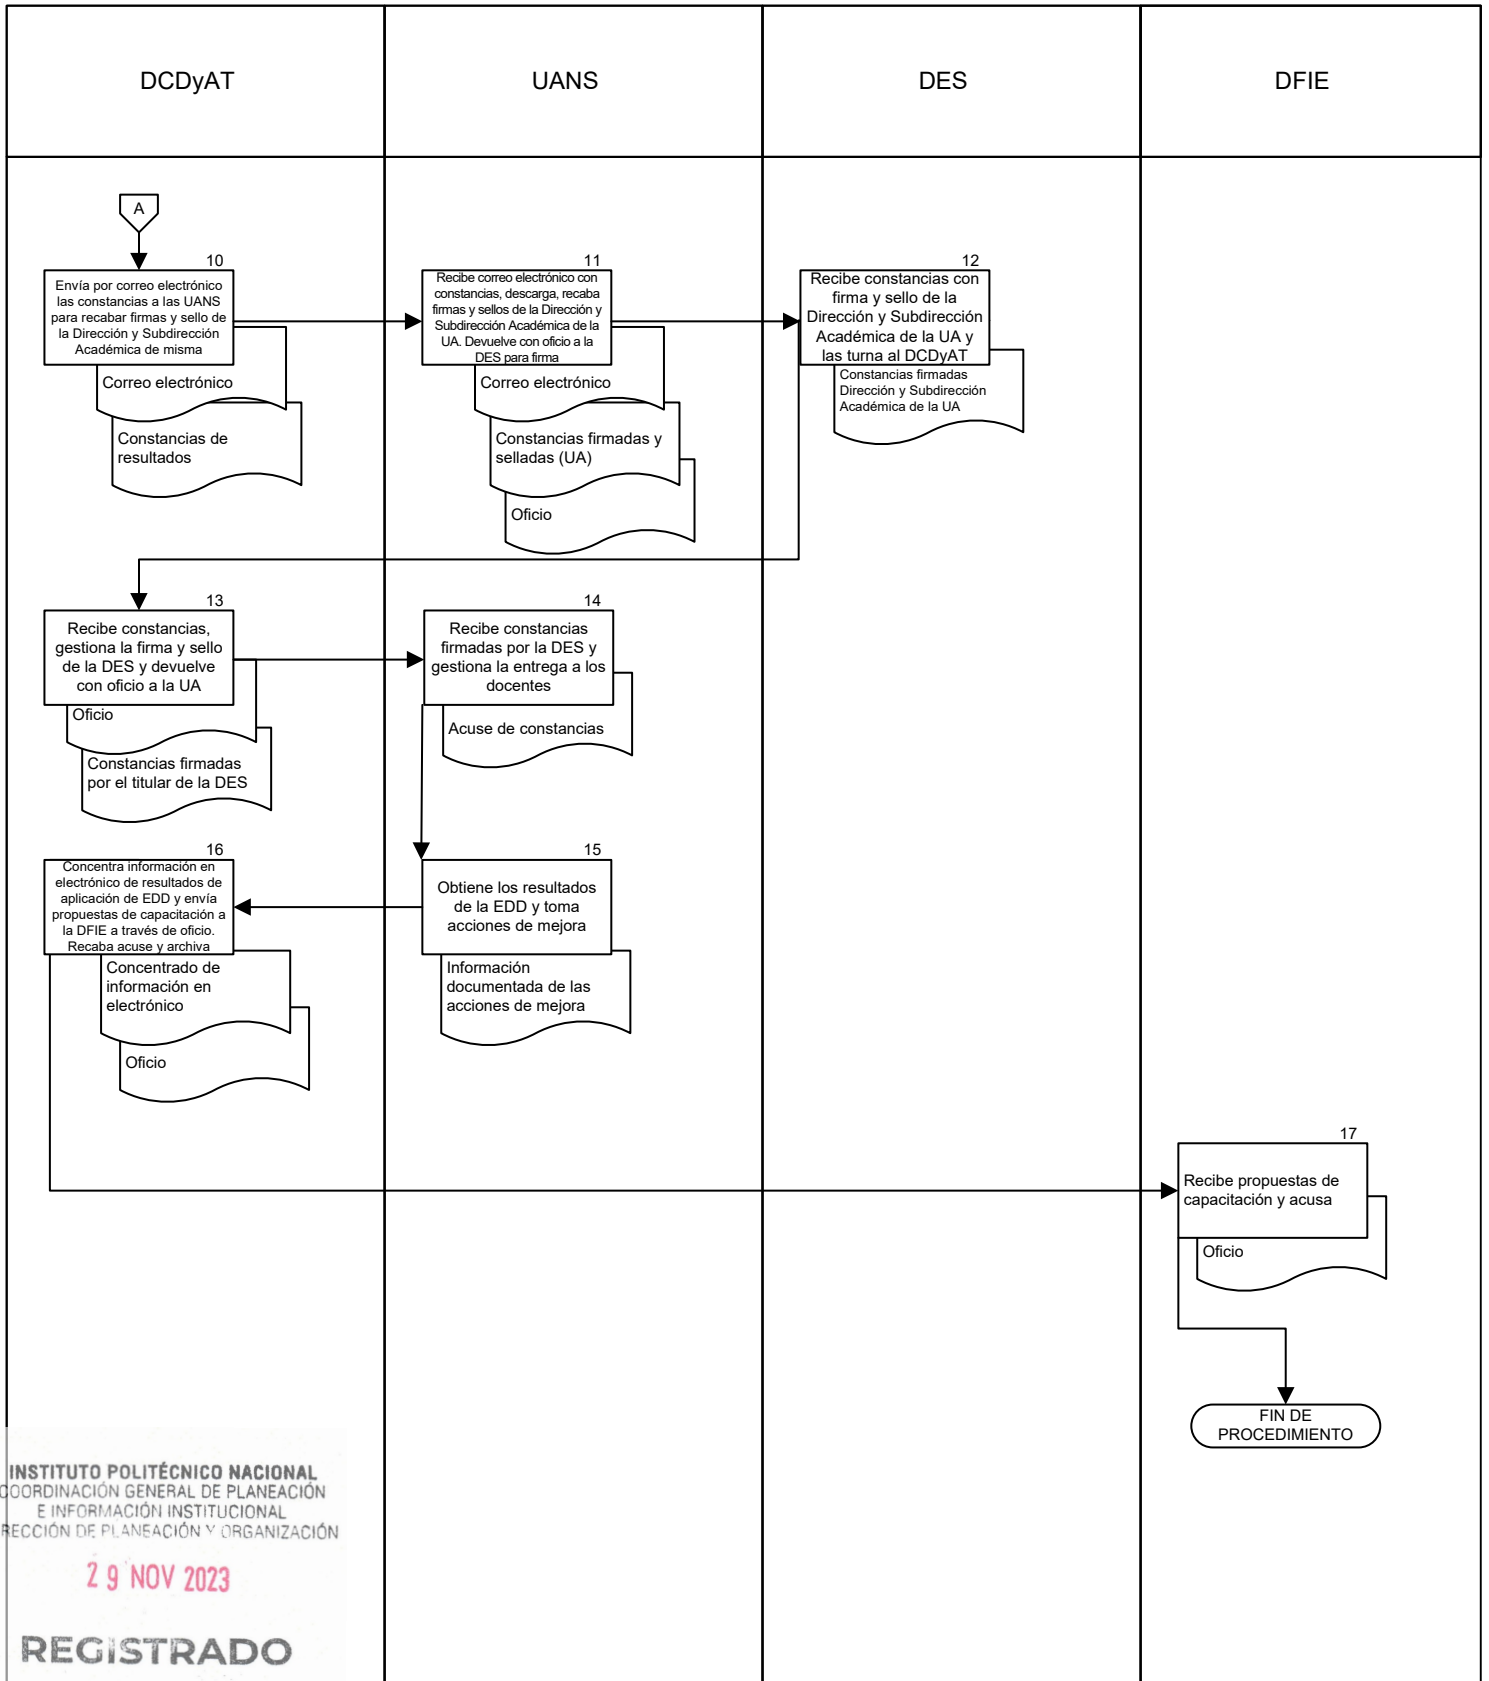 DCDyAT
UANS
DES
DFIE
A
10
Envía por correo electrónico
las constancias a las UANS
para recabar firmas y sello de
la Dirección y Subdirección
Académica de misma
Correo electrónico
Constancias de
resultados
11
Recibe correo electrónico con
constancias, descarga, recaba
firmas y sellos de la Dirección y
Subdirección Académica de la
UA. Devuelve con oficio a la
DES para firma
Correo electrónico
Constancias firmadas y
selladas (UA)
Oficio
12
Recibe constancias con
firma y sello de la
Dirección y Subdirección
Académica de la UA y
las turna al DCDyAT
Constancias firmadas
Dirección y Subdirección
Académica de la UA
13
Recibe constancias,
gestiona la firma y sello
de la DES y devuelve
con oficio a la UA
Oficio
Constancias firmadas
por el titular de la DES
14
Recibe constancias
firmadas por la DES y
gestiona la entrega a los
docentes
Acuse de constancias
16
Concentra información en
electrónico de resultados de
aplicación de EDD y envía
propuestas de capacitación a
la DFIE a través de oficio.
Recaba acuse y archiva
Concentrado de
información en
electrónico
Oficio
15
Obtiene los resultados
de la EDD y toma
acciones de mejora
Información
documentada de las
acciones de mejora
17
Recibe propuestas de
capacitación y acusa
Oficio
FIN DE
PROCEDIMIENTO
INSTITUTO POLITÉCNICO NACIONAL
COORDINACIÓN GENERAL DE PLANEACIÓN
E INFORMACIÓN INSTITUCIONAL
RECCIÓN DE PLANEACIÓN Y ORGANIZACIÓN
29 NOV 2023
REGISTRADO